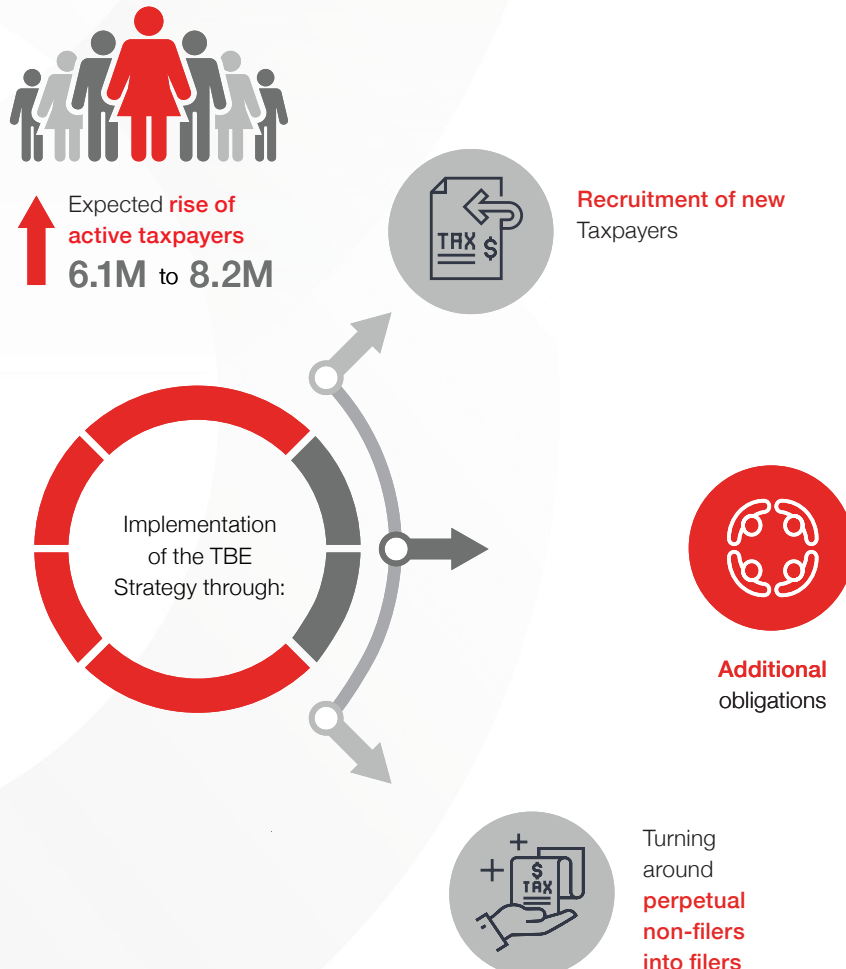 Expected rise of
active taxpayers
6.1M to 8.2M
TAX $
Recruitment of new
Taxpayers
Implementation
of the TBE
Strategy through:
Additional
obligations
$
TAX
Turning
around
perpetual
non-filers
into filers